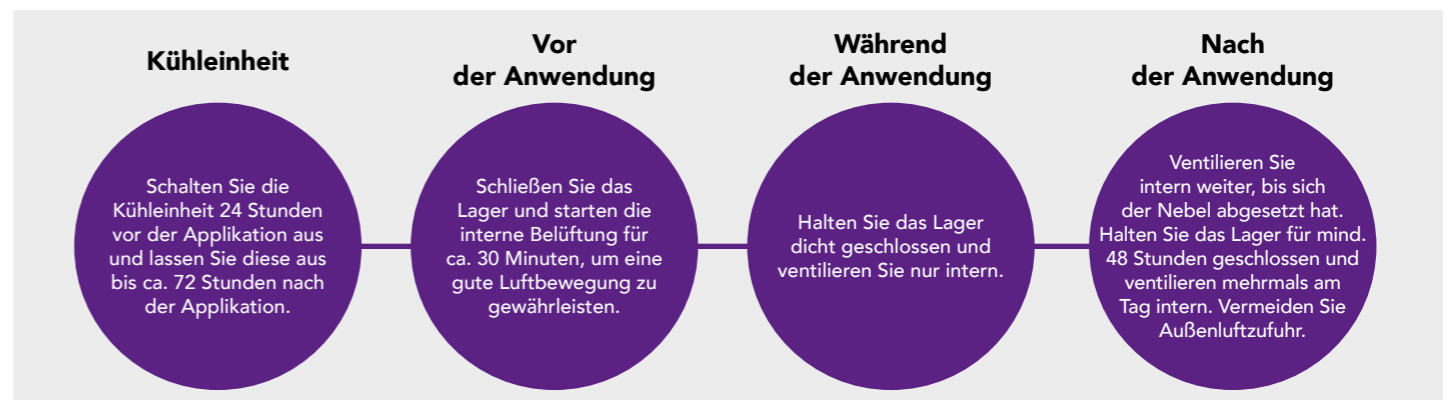 Kühleinheit
Schalten Sie die
Kühleinheit 24 Stunden
vor der Applikation aus
und lassen Sie diese aus
bis ca. 72 Stunden nach
der Applikation.
Vor
der Anwendung
Schließen Sie das
Lager und starten die
interne Belüftung für
ca. 30 Minuten, um eine
gute Luftbewegung zu
gewährleisten.
Während
der Anwendung
Halten Sie das Lager
dicht geschlossen und
ventilieren Sie nur intern.
Nach
der Anwendung
Ventilieren Sie
intern weiter, bis sich
der Nebel abgesetzt hat.
Halten Sie das Lager für mind.
48 Stunden geschlossen und
ventilieren mehrmals am
Tag intern. Vermeiden Sie
Außenluftzufuhr.